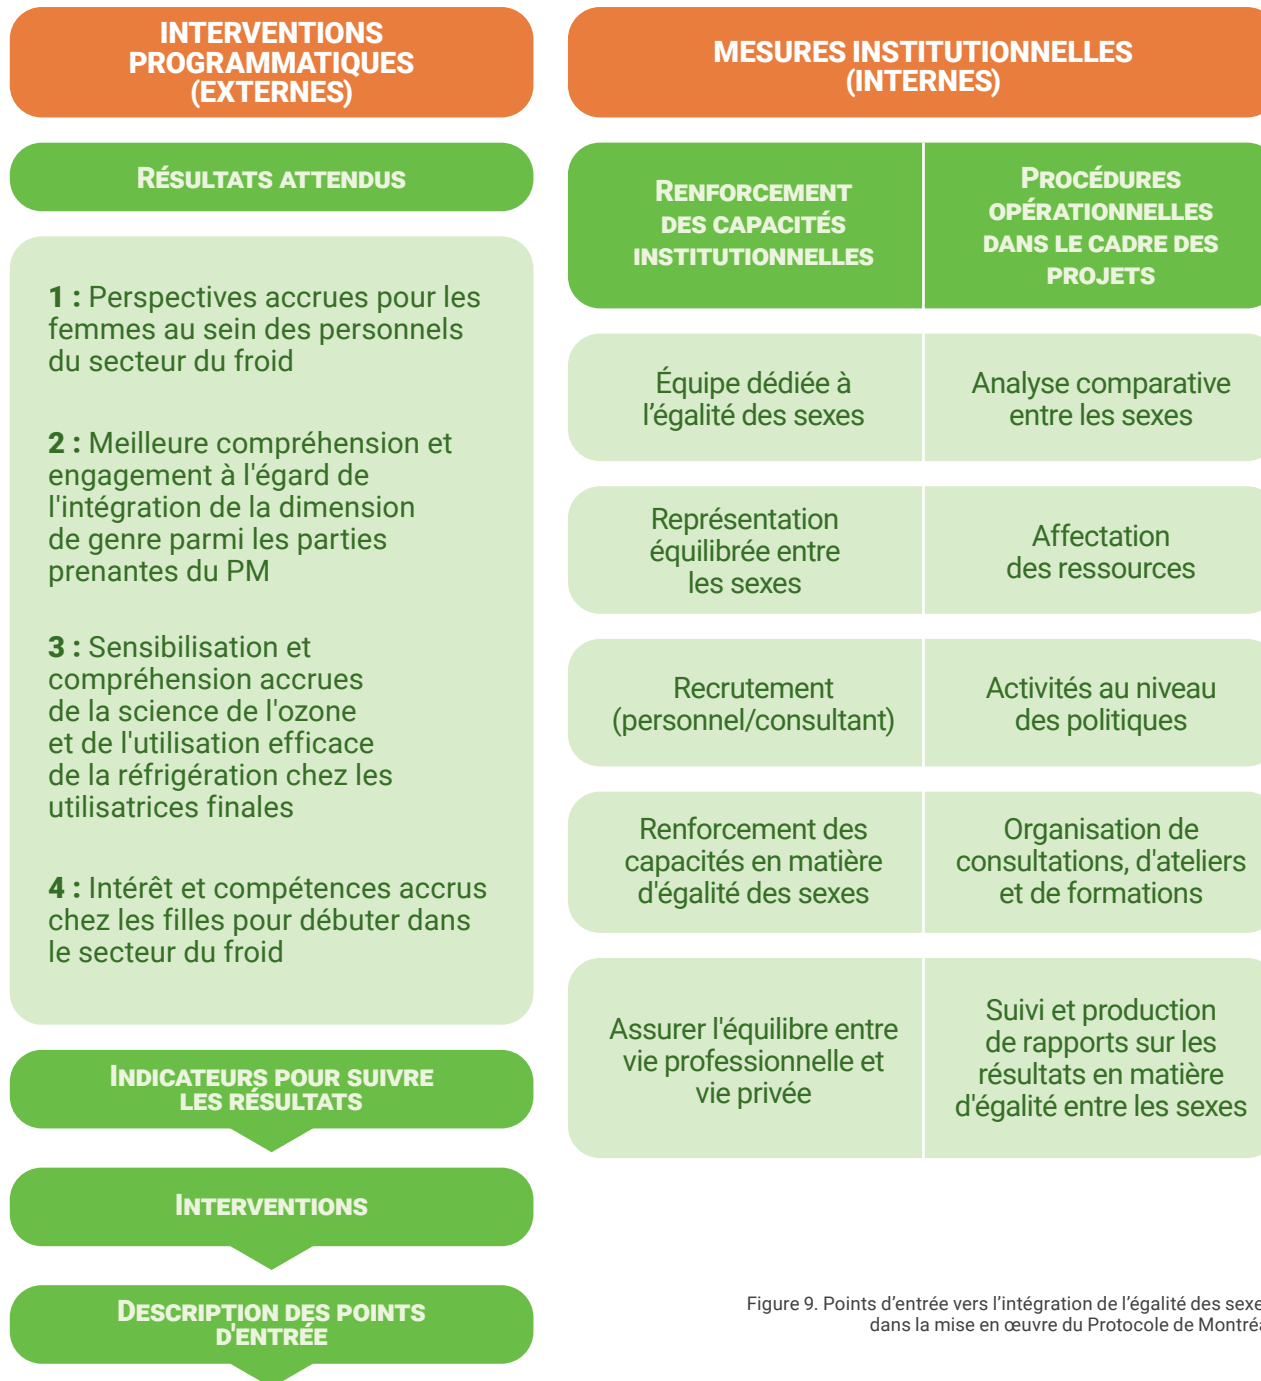 INTERVENTIONS
PROGRAMMATIQUES
(EXTERNES)
RÉSULTATS ATTENDUS
1 : Perspectives accrues pour les
femmes au sein des personnels
du secteur du froid
2 : Meilleure compréhension et
engagement à l'égard de
l'intégration de la dimension
de genre parmi les parties
prenantes du PM
3 : Sensibilisation et
compréhension accrues
de la science de l'ozone
et de l'utilisation efficace
de la réfrigération chez les
utilisatrices finales
4 : Intérêt et compétences accrus
chez les filles pour débuter dans
le secteur du froid
INDICATEURS POUR SUIVRE
LES RÉSULTATS
INTERVENTIONS
DESCRIPTION DES POINTS
D'ENTRÉE
MESURES INSTITUTIONNELLES
(INTERNES)
RENFORCEMENT
DES CAPACITÉS
INSTITUTIONNELLES
PROCÉDURES
OPÉRATIONNELLES
DANS LE CADRE DES
PROJETS
Équipe dédiée à
l’égalité des sexes
Analyse comparative
entre les sexes
Représentation
équilibrée entre
les sexes
Affectation
des ressources
Recrutement
(personnel/consultant)
Activités au niveau
des politiques
Renforcement des
capacités en matière
d'égalité des sexes
Organisation de
consultations, d'ateliers
et de formations
Assurer l'équilibre entre
vie professionnelle et
vie privée
Suivi et production
de rapports sur les
résultats en matière
d'égalité entre les sexes
Figure 9. Points d’entrée vers l’intégration de l’égalité des
dans la mise en œuvre du Protocole de